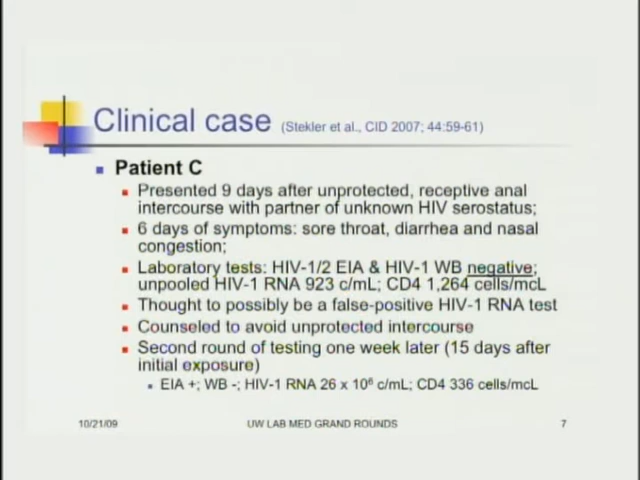 Clinical case (Stekler et al., CID 2007; 44:59-61)
Patient C
Presented 9 days after unprotected, receptive anal
intercourse with partner of unknown HIV serostatus;
6 days of symptoms: sore throat, diarrhea and nasal
congestion;
Laboratory tests: HIV-1/2 EIA & HIV-1 WB negative;
unpooled HIV-1 RNA 923 c/mL; CD4 1,264 cells/mcL
Thought to possibly be a false-positive HIV-1 RNA test
Counseled to avoid unprotected intercourse
Second round of testing one week later (15 days after
initial exposure)
EIA +; WB -; HIV-1 RNA 26 x 10⁶ c/mL; CD4 336 cells/mcL
10/21/09 UW LAB MED GRAND ROUNDS 7